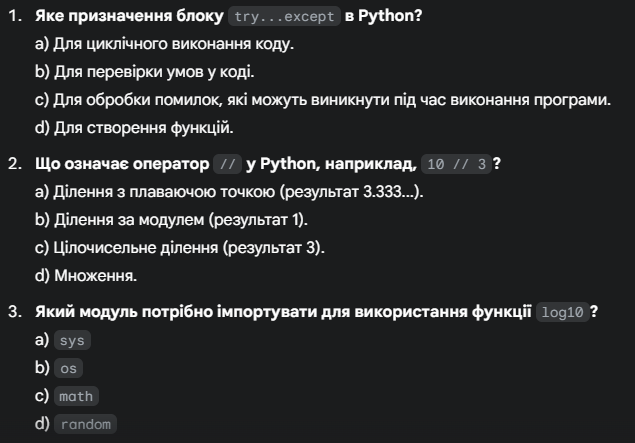 1. Яке призначення блоку try...except в Python?
a) Для циклічного виконання коду.
b) Для перевірки умов у коді.
c) Для обробки помилок, які можуть виникнути під час виконання програми.
d) Для створення функцій.
2. Що означає оператор // у Python, наприклад, 10 // 3 ?
a) Ділення з плаваючою точкою (результат 3.333...).
b) Ділення за модулем (результат 1).
c) Цілочисельне ділення (результат 3).
d) Множення.
3. Який модуль потрібно імпортувати для використання функції log10 ?
a) sys
b) os
c) math
d) random